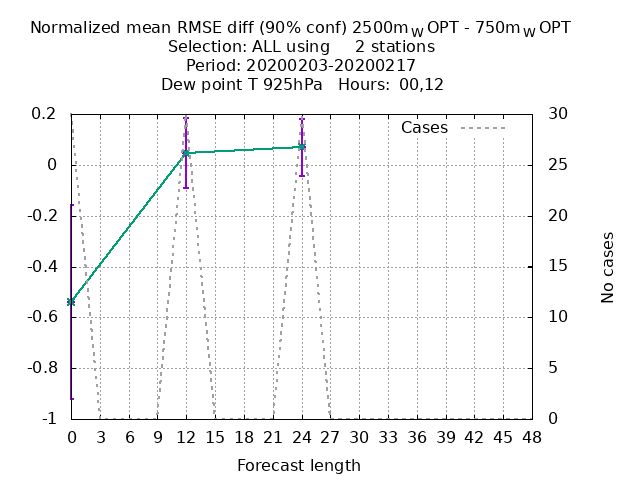 Normalized mean RMSE diff (90% conf) 2500m_W OPT - 750m_W OPT
Selection: ALL using 2 stations
Period: 20200203-20200217
Dew point T 925hPa Hours: 00,12
Cases
0.2
0
-0.2
-0.4
-0.6
-0.8
-1
30
25
20
15
10
5
0
No cases
0 3 6 9 12 15 18 21 24 27 30 33 36 39 42 45 48
Forecast length